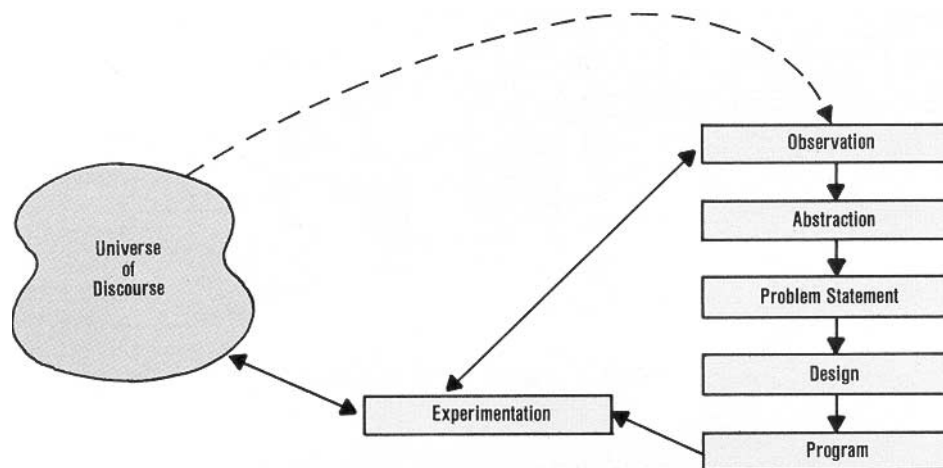 Observation
Abstraction
Universe
of
Discourse
Problem Statement
Design
Experimentation
Program